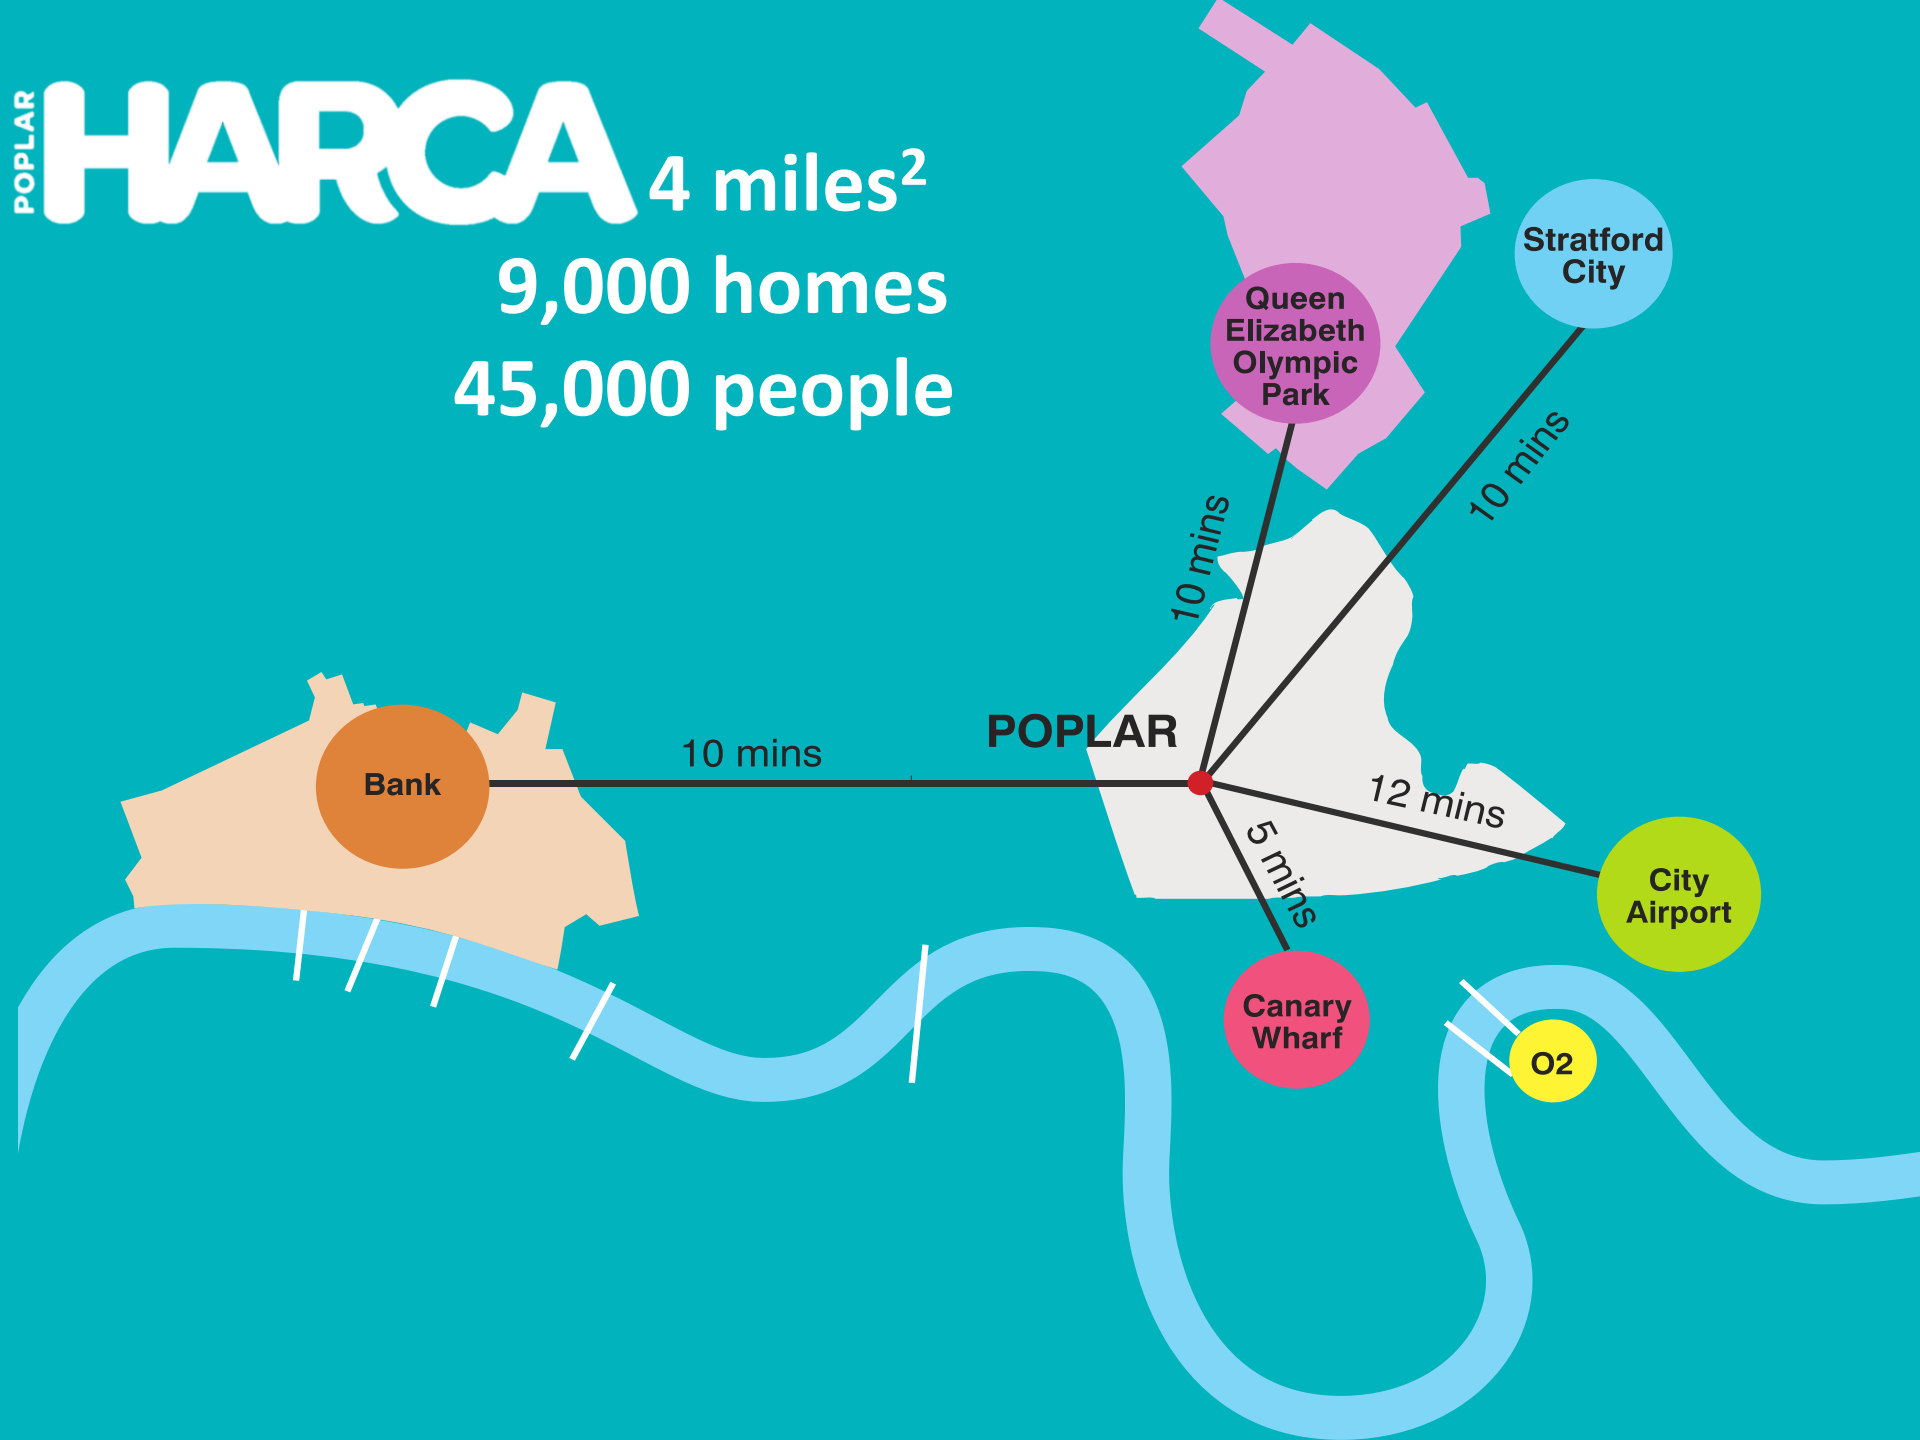 POPLAR
HARCA
4 miles²
9,000 homes
45,000 people
Stratford
City
Queen
Elizabeth
Olympic
Park
10 mins
10 mins
POPLAR
10 mins
Bank
12 mins
5 mins
City
Airport
Canary
Wharf
O2